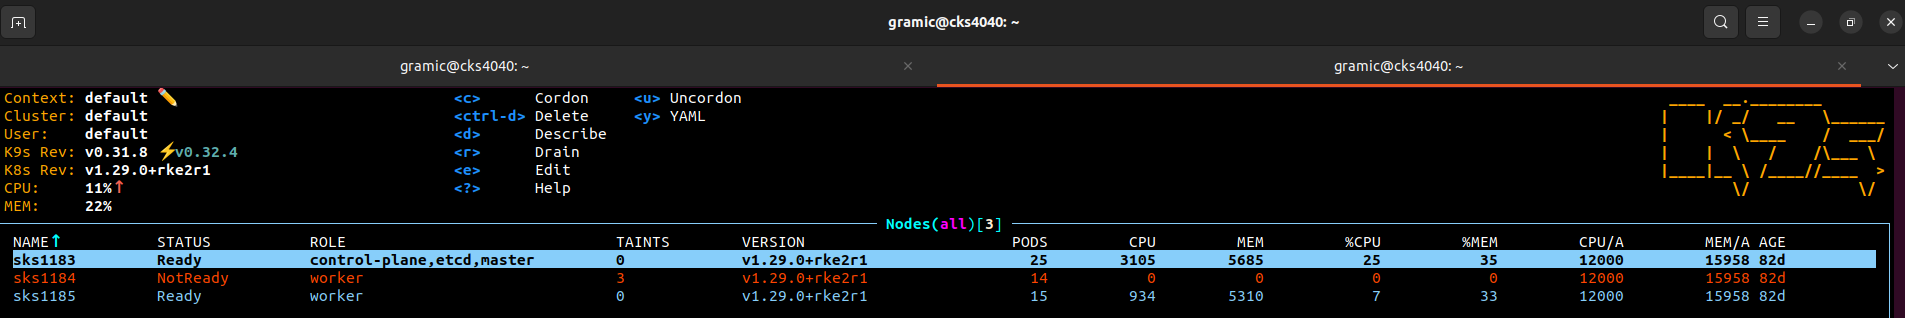 gramic@cks4040: ~
gramic@cks4040: ~ × gramic@cks4040: ~ ×
Context: default <c> Cordon <u> Uncordon
Cluster: default <ctrl-d> Delete <y> YAML
User: default <d> Describe
K9s Rev: v0.31.8 ⚡v0.32.4 <r> Drain
K8s Rev: v1.29.0+rke2r1 <e> Edit
CPU: 11%↑ <?> Help
MEM: 22%
Nodes(all)[3]
NAME↑ STATUS ROLE TAINTS VERSION PODS CPU MEM %CPU %MEM CPU/A MEM/A AGE
sks1183 Ready control-plane,etcd,master 0 v1.29.0+rke2r1 25 3105 5685 25 35 12000 15958 82d
sks1184 NotReady worker 3 v1.29.0+rke2r1 14 0 0 0 0 12000 15958 82d
sks1185 Ready worker 0 v1.29.0+rke2r1 15 934 5310 7 33 12000 15958 82d